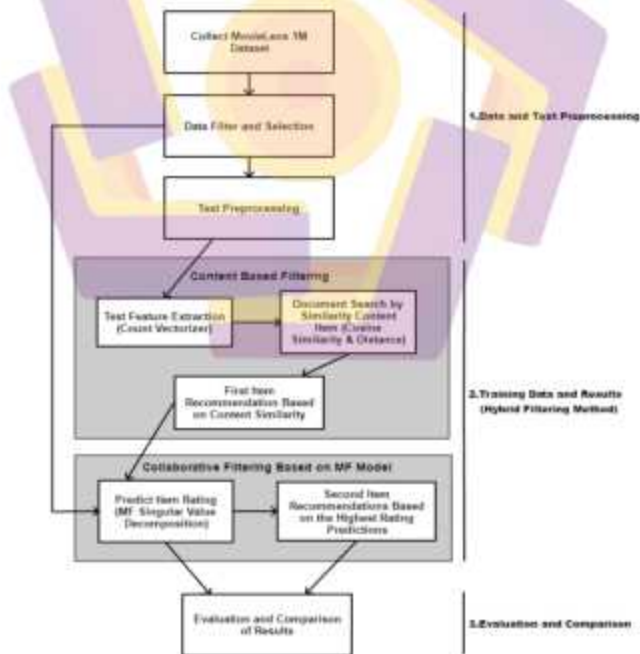 Collect MovieLens 1M
Dataset
1.Data and Text Preprocessing
Data Filter and Selection
Text Preprocessing
Content Based Filtering
Text Feature Extraction
(Count Vectorizer)
Document Search by
Similarity Content
Item (Cosine
Similarity & Distance)
First Item
Recommendation Based
on Content Similarity
2.Training Data and Results
(Hybrid Filtering Method)
Collaborative Filtering Based on MF Model
Predict Item Rating
(MF Singular Value
Decomposition)
Second Item
Recommendations Based
on the Highest Rating
Predictions
Evaluation and Comparison
of Results
3.Evaluation and Comparison